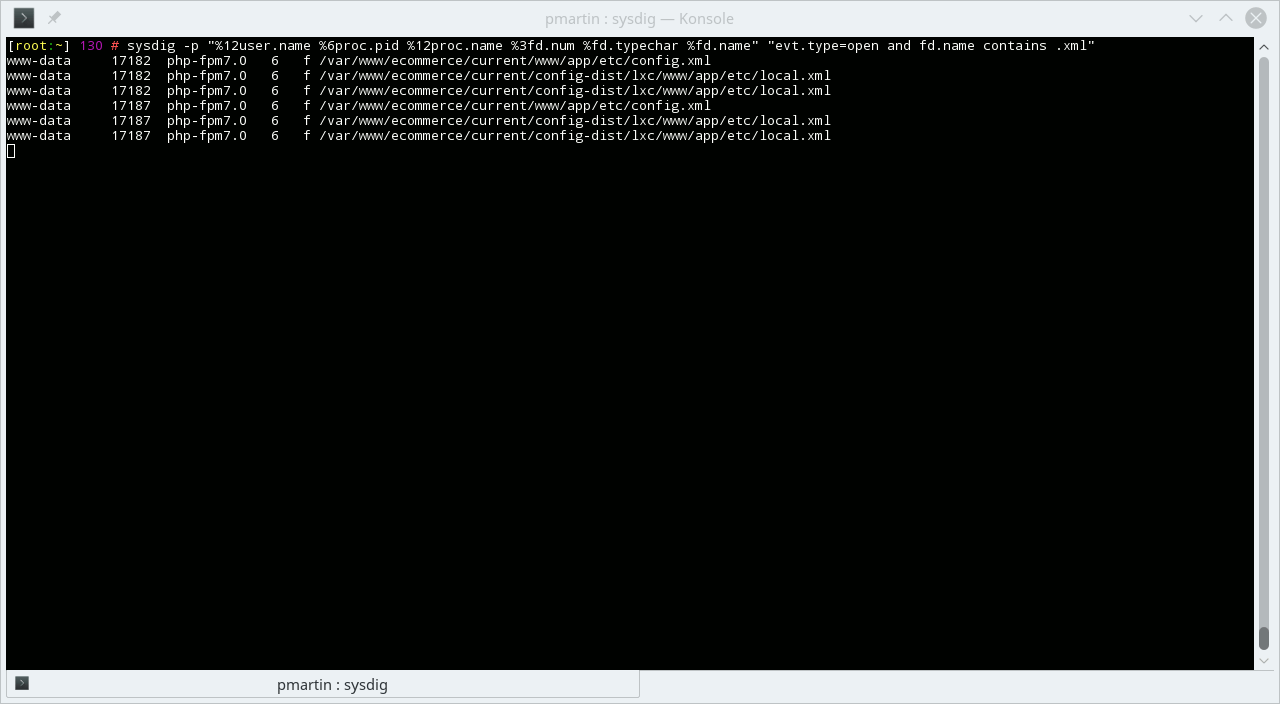 pmartin : sysdig — Konsole
[root:~] 130 # sysdig -p "%12user.name %6proc.pid %12proc.name %3fd.num %fd.typechar %fd.name" "evt.type=open and fd.name contains .xml"
www-data     17182  php-fpm7.0   6   f /var/www/ecommerce/current/www/app/etc/config.xml
www-data     17182  php-fpm7.0   6   f /var/www/ecommerce/current/config-dist/lxc/www/app/etc/local.xml
www-data     17182  php-fpm7.0   6   f /var/www/ecommerce/current/config-dist/lxc/www/app/etc/local.xml
www-data     17187  php-fpm7.0   6   f /var/www/ecommerce/current/www/app/etc/config.xml
www-data     17187  php-fpm7.0   6   f /var/www/ecommerce/current/config-dist/lxc/www/app/etc/local.xml
www-data     17187  php-fpm7.0   6   f /var/www/ecommerce/current/config-dist/lxc/www/app/etc/local.xml
pmartin : sysdig